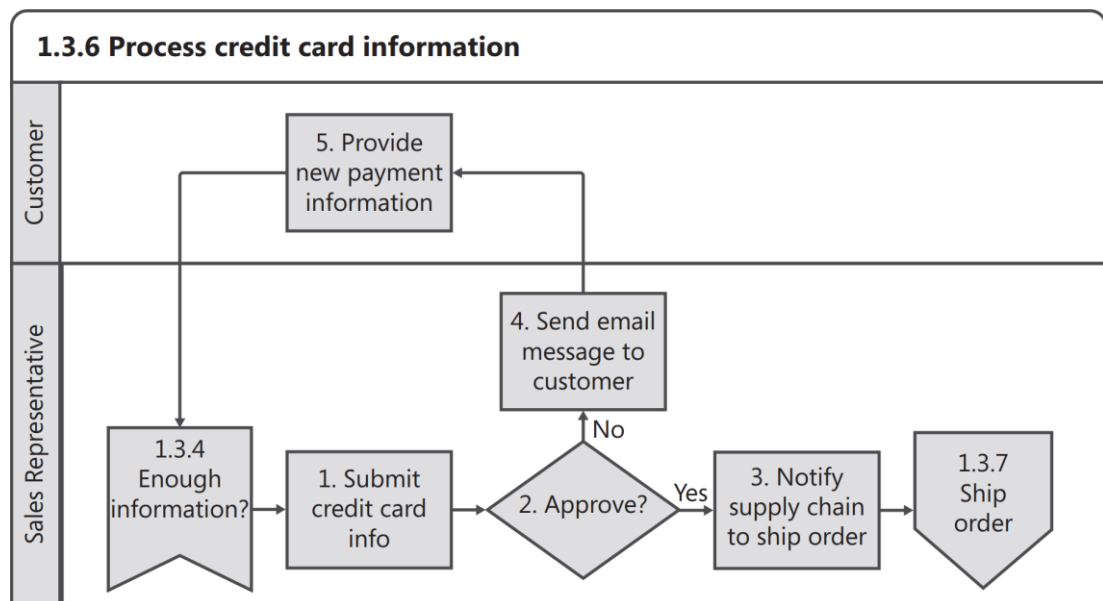 1.3.6 Process credit card information
Customer
5. Provide
new payment
information
Sales Representative
4. Send email
message to
customer
No
1.3.4
Enough
information?
1. Submit
credit card
info
2. Approve?
Yes
3. Notify
supply chain
to ship order
1.3.7
Ship
order